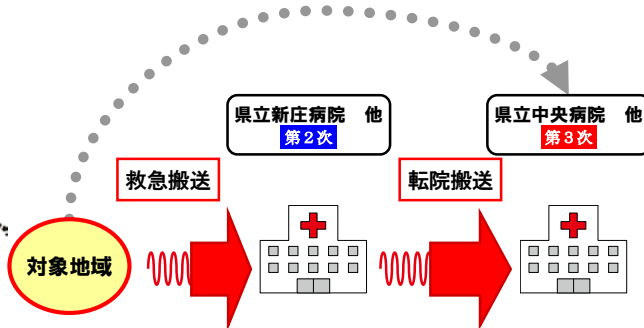 県立新庄病院　他
第２次
県立中央病院　他
第３次
救急搬送
転院搬送
対象地域